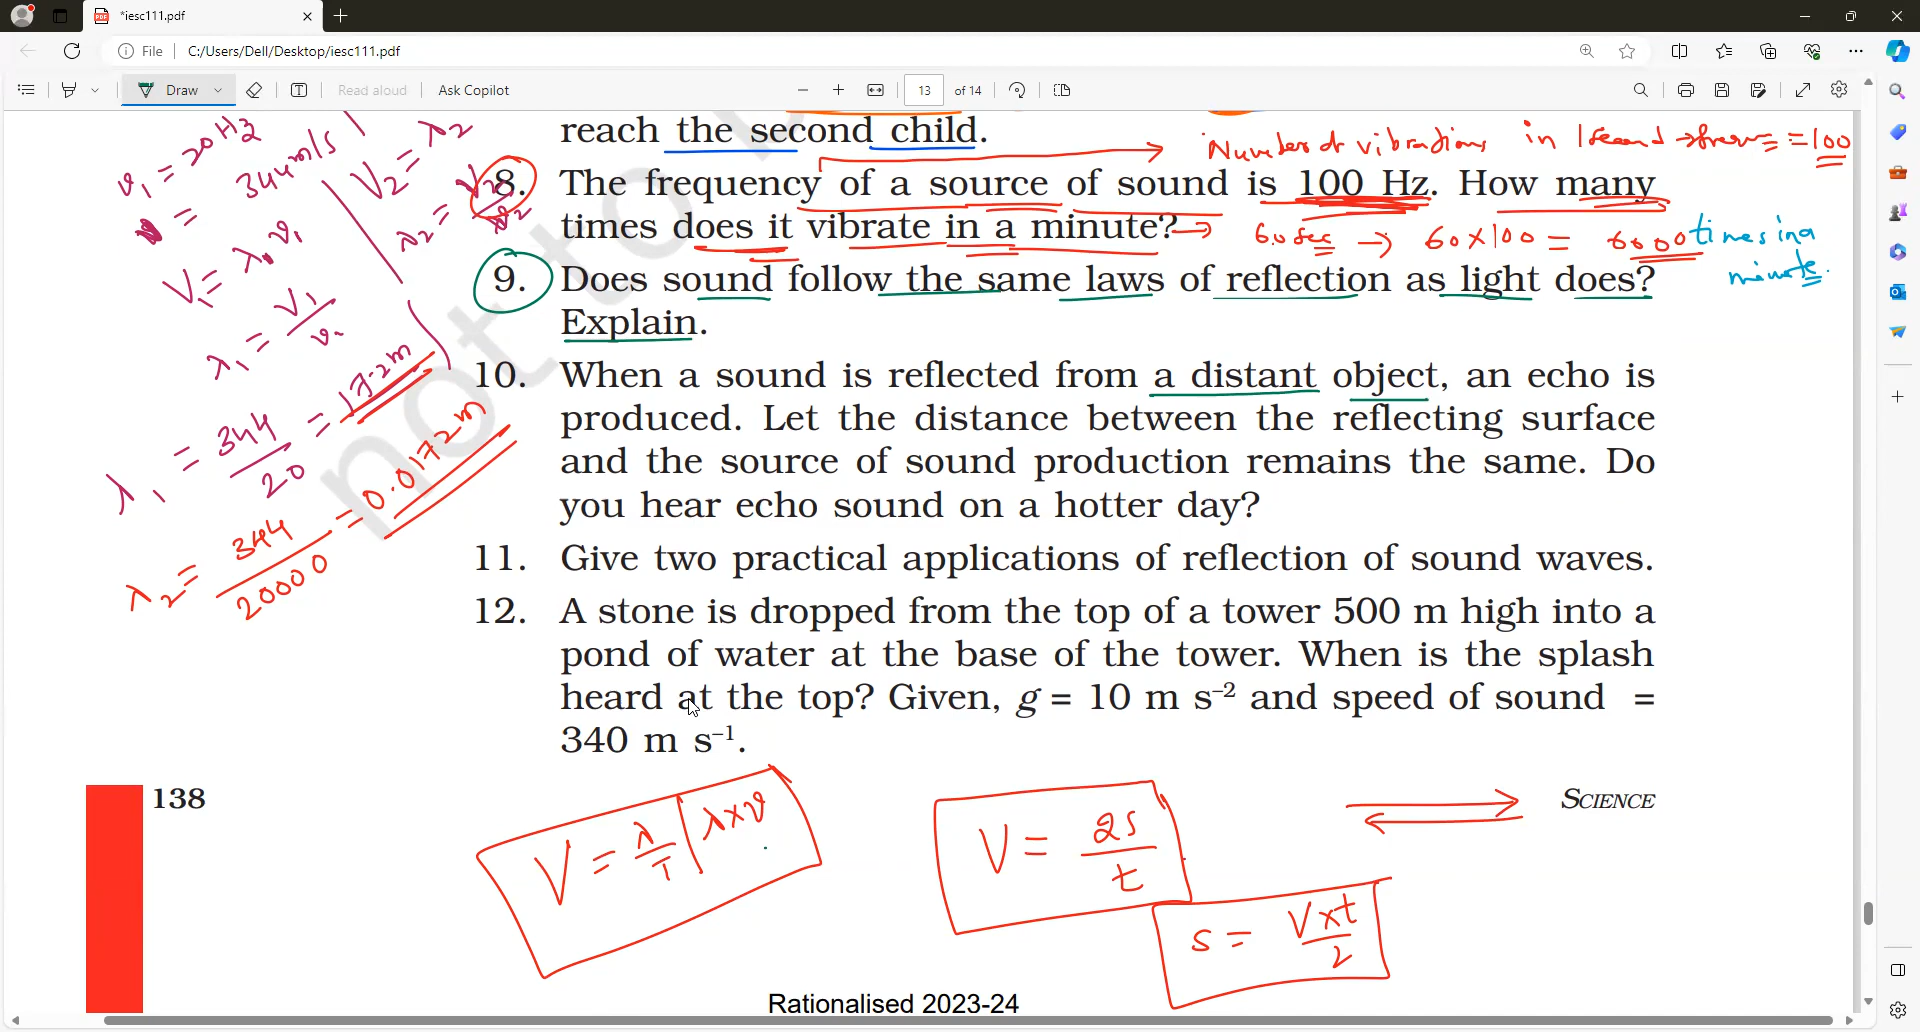 *iesc111.pdf
File C:/Users/Dell/Desktop/iesc111.pdf
Draw Read aloud Ask Copilot 13 of 14
reach the second child.
Number of vibrations in 1 second = 100
8. The frequency of a source of sound is 100 Hz. How many
times does it vibrate in a minute? → 60 sec → 60×100 = 6000 times in a
minute.
9. Does sound follow the same laws of reflection as light does?
Explain.
10. When a sound is reflected from a distant object, an echo is
produced. Let the distance between the reflecting surface
and the source of sound production remains the same. Do
you hear echo sound on a hotter day?
11. Give two practical applications of reflection of sound waves.
12. A stone is dropped from the top of a tower 500 m high into a
pond of water at the base of the tower. When is the splash
heard at the top? Given, g = 10 m s⁻² and speed of sound =
340 m s⁻¹.
ν₁ = 20Hz
= 344 m/s
V₁ = λ₁ν₁
λ₁ = V₁/ν₁
λ₁ = 344/20 = 17.2m
λ₂ = 344/20000 = 0.0172m
138
SCIENCE
V = λ/T | λ×ν
V = 2s/t
s = V×t/2
Rationalised 2023-24
not to b